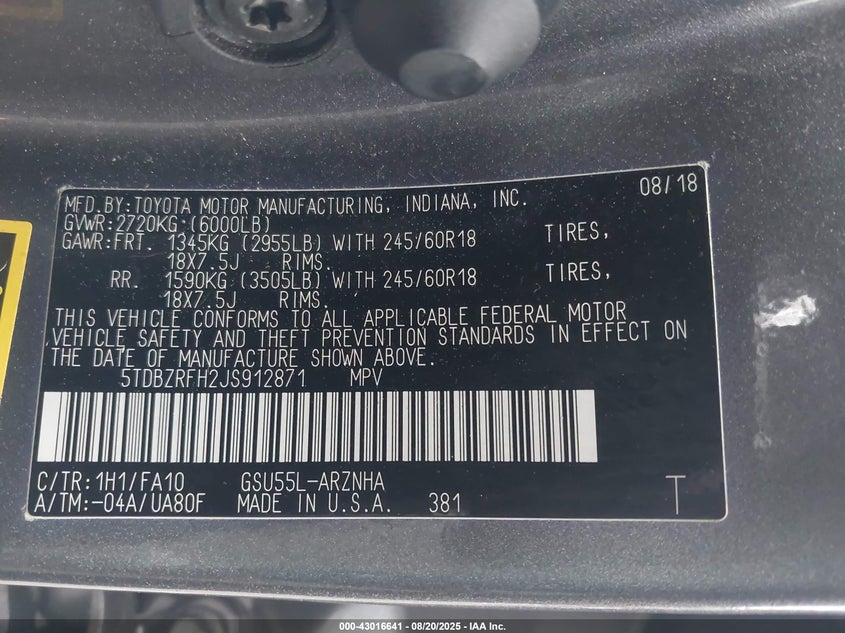 MFD.BY:TOYOTA MOTOR MANUFACTURING, INDIANA, INC. 08/18
GVWR:2720KG (6000LB)
GAWR:FRT. 1345KG (2955LB) WITH 245/60R18 TIRES,
18X7.5J RIMS.
RR. 1590KG (3505LB) WITH 245/60R18 TIRES,
18X7.5J RIMS.
THIS VEHICLE CONFORMS TO ALL APPLICABLE FEDERAL MOTOR
VEHICLE SAFETY AND THEFT PREVENTION STANDARDS IN EFFECT ON
THE DATE OF MANUFACTURE SHOWN ABOVE.
5TDBZRFH2JS912871 MPV
C/TR:1H1/FA10 GSU55L-ARZNHA
A/TM:-04A/UA80F MADE IN U.S.A. 381 T
000-43016641 - 08/20/2025 - IAA Inc.